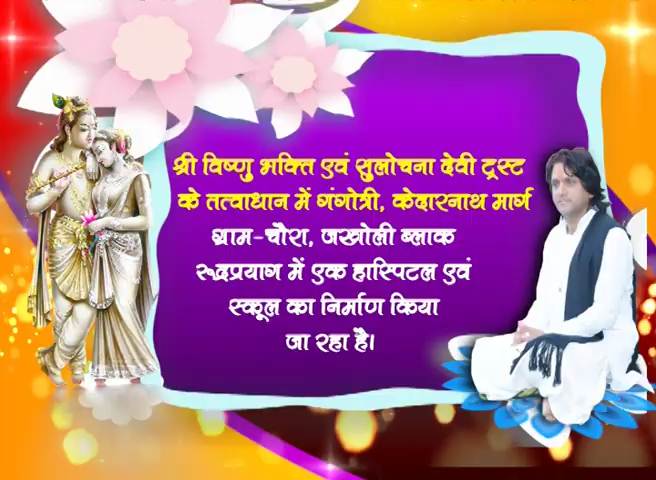 श्री विष्णु भक्ति एवं सुलोचना देवी ट्रस्ट
के तत्वाधान में गंगोत्री, केदारनाथ मार्ग
ग्राम-चौरा, जखोली ब्लाक
रूद्रप्रयाग में एक हास्पिटल एवं
स्कूल का निर्माण किया
जा रहा है।